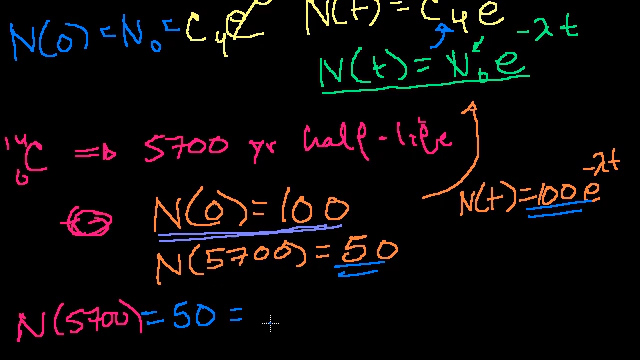 N(t) = C₄e
N(0) = N₀ = C₄e
N(t) = N₀e^-λt
¹⁴₆C ⇒ 5700 yr half-life
N(0) = 100
N(t) = 100e^-λt
N(5700) = 50
N(5700) = 50 =